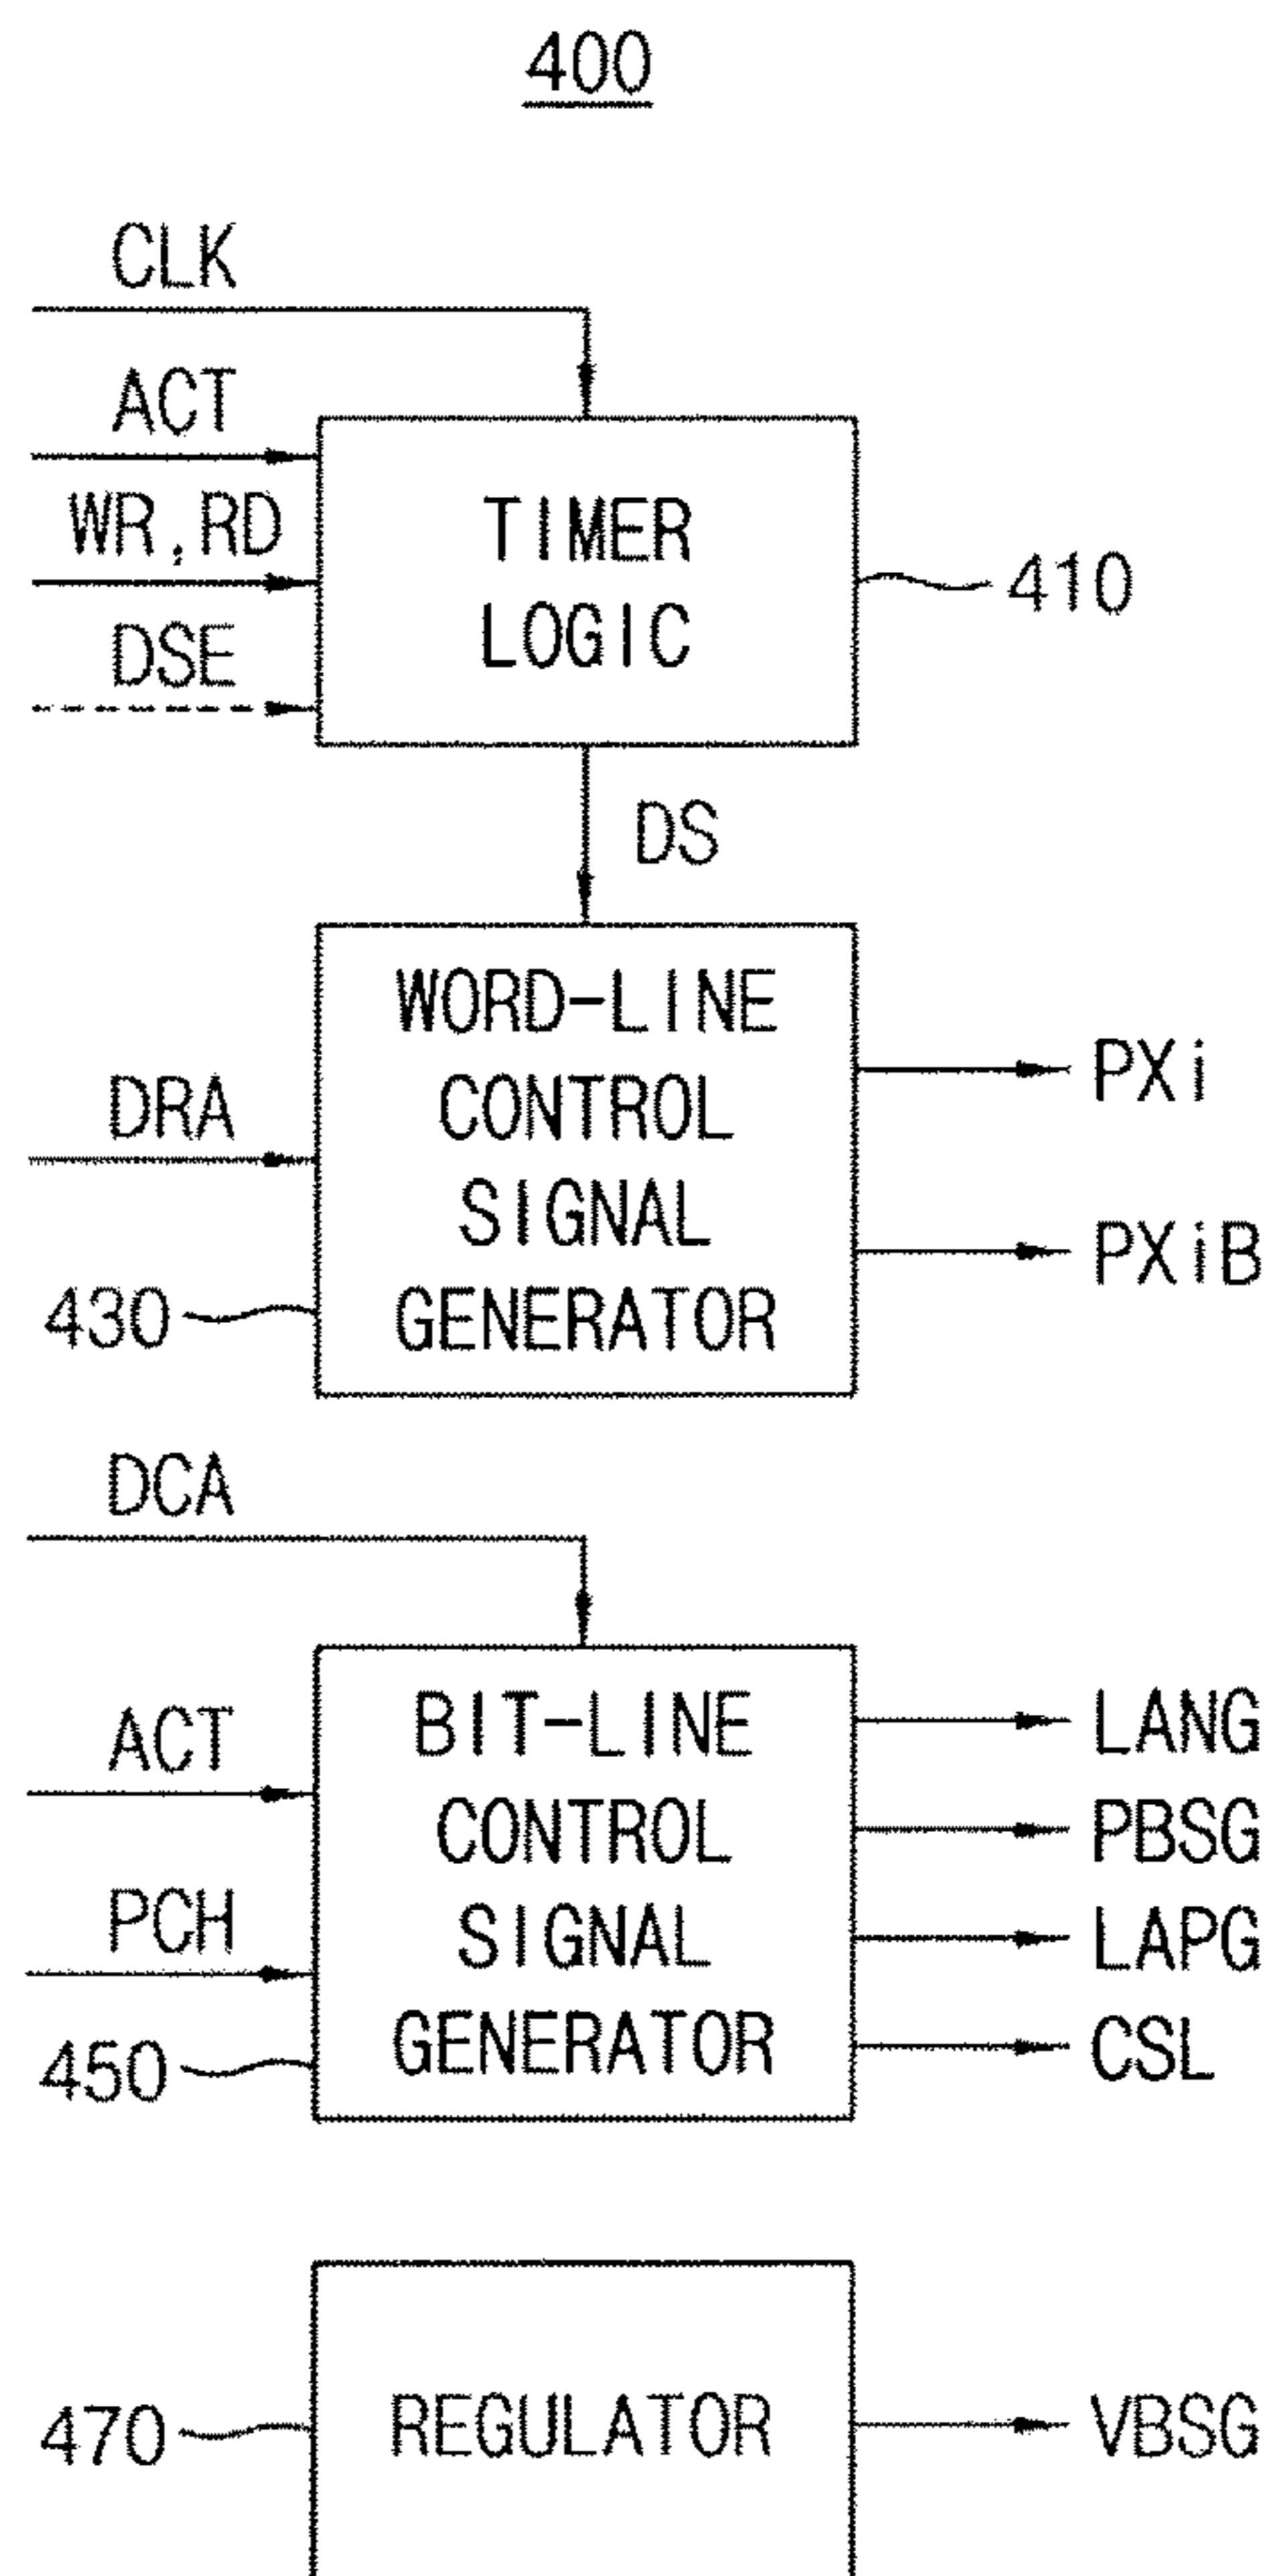 400
CLK
ACT
WR, RD
DSE
TIMER
LOGIC
410
DS
WORD-LINE
CONTROL
SIGNAL
GENERATOR
DRA
430
PXi
PXiB
DCA
ACT
PCH
450
BIT-LINE
CONTROL
SIGNAL
GENERATOR
LANG
PBSG
LAPG
CSL
470
REGULATOR
VBSG